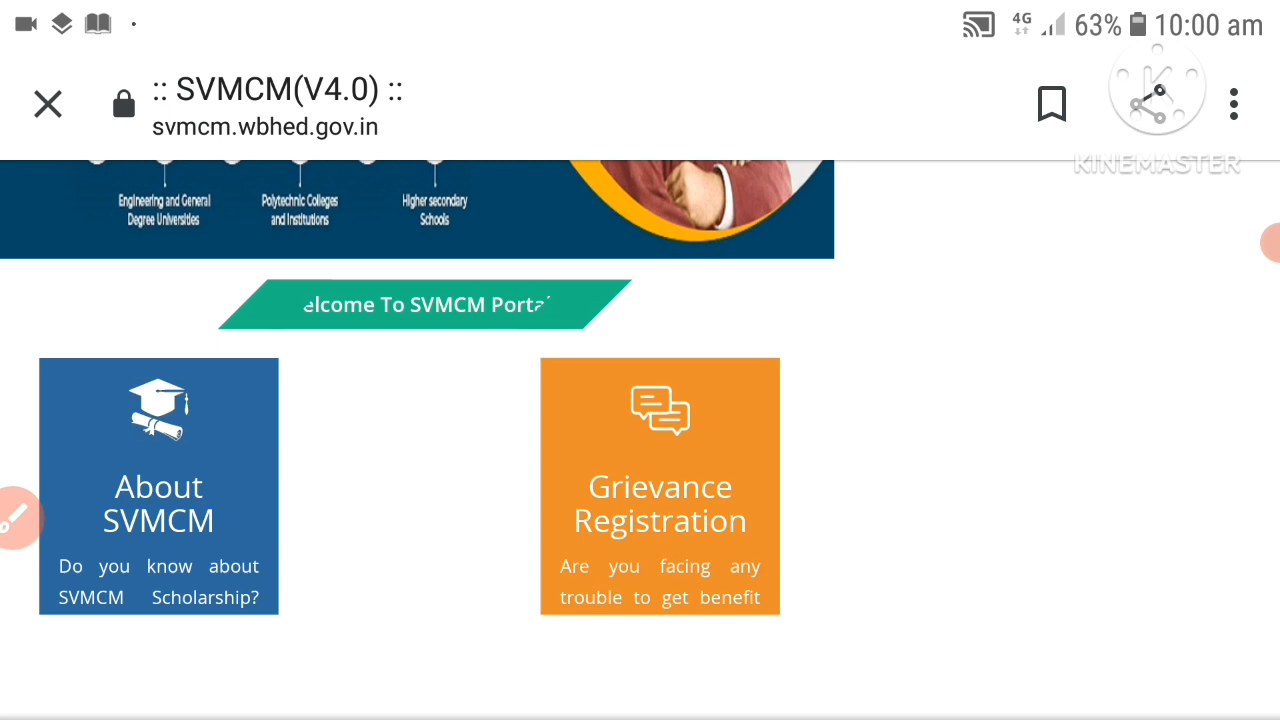 4G 63% 10:00 am
:: SVMCM(V4.0) ::
svmcm.wbhed.gov.in
KINEMASTER
Engineering and General
Degree Universities
Polytechnic Colleges
and Institutions
Higher secondary
Schools
elcome To SVMCM Porta
About
SVMCM
Do you know about
SVMCM Scholarship?
Grievance
Registration
Are you facing any
trouble to get benefit